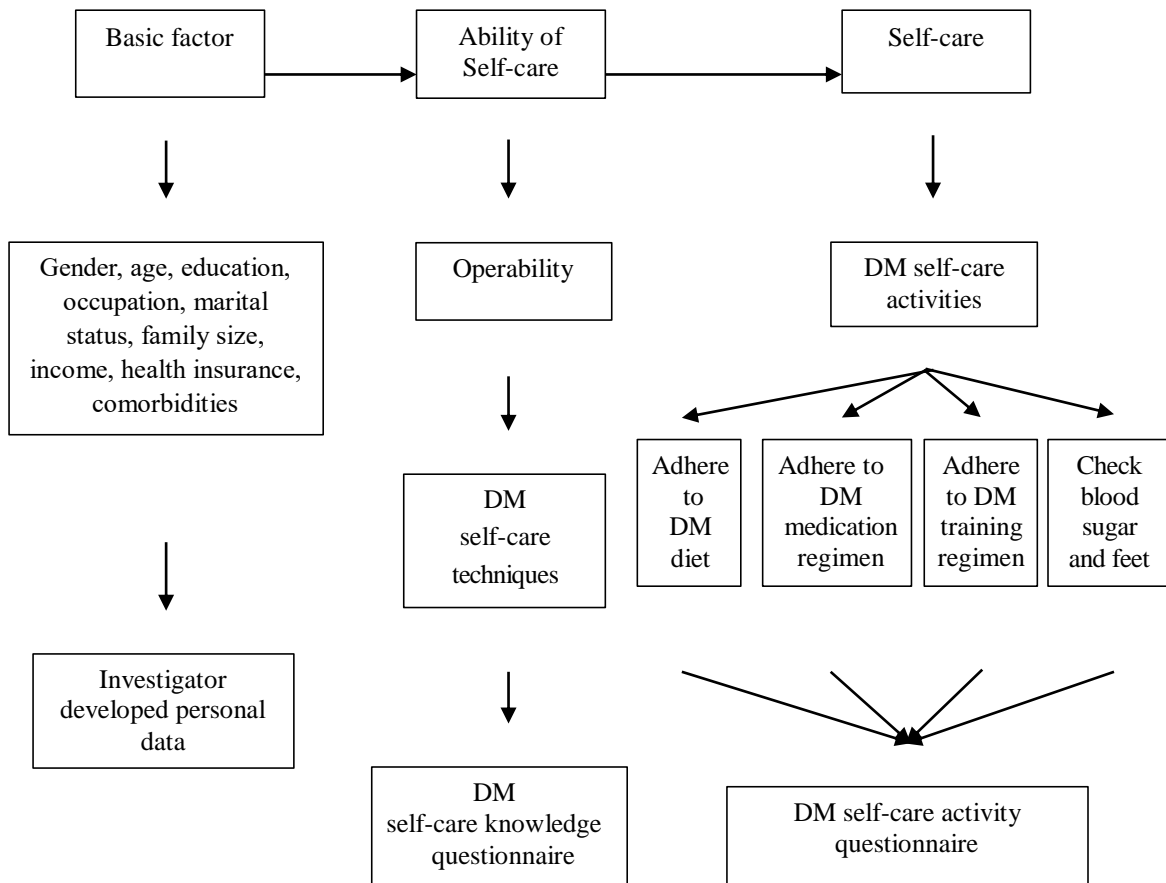 Basic factor
Ability of
Self-care
Self-care
Gender, age, education,
occupation, marital
status, family size,
income, health insurance,
comorbidities
Operability
DM self-care
activities
Adhere
to
DM
diet
Adhere to
DM
medication
regimen
Adhere
to DM
training
regimen
Check
blood
sugar
and feet
DM
self-care
techniques
Investigator
developed personal
data
DM
self-care knowledge
questionnaire
DM self-care activity
questionnaire